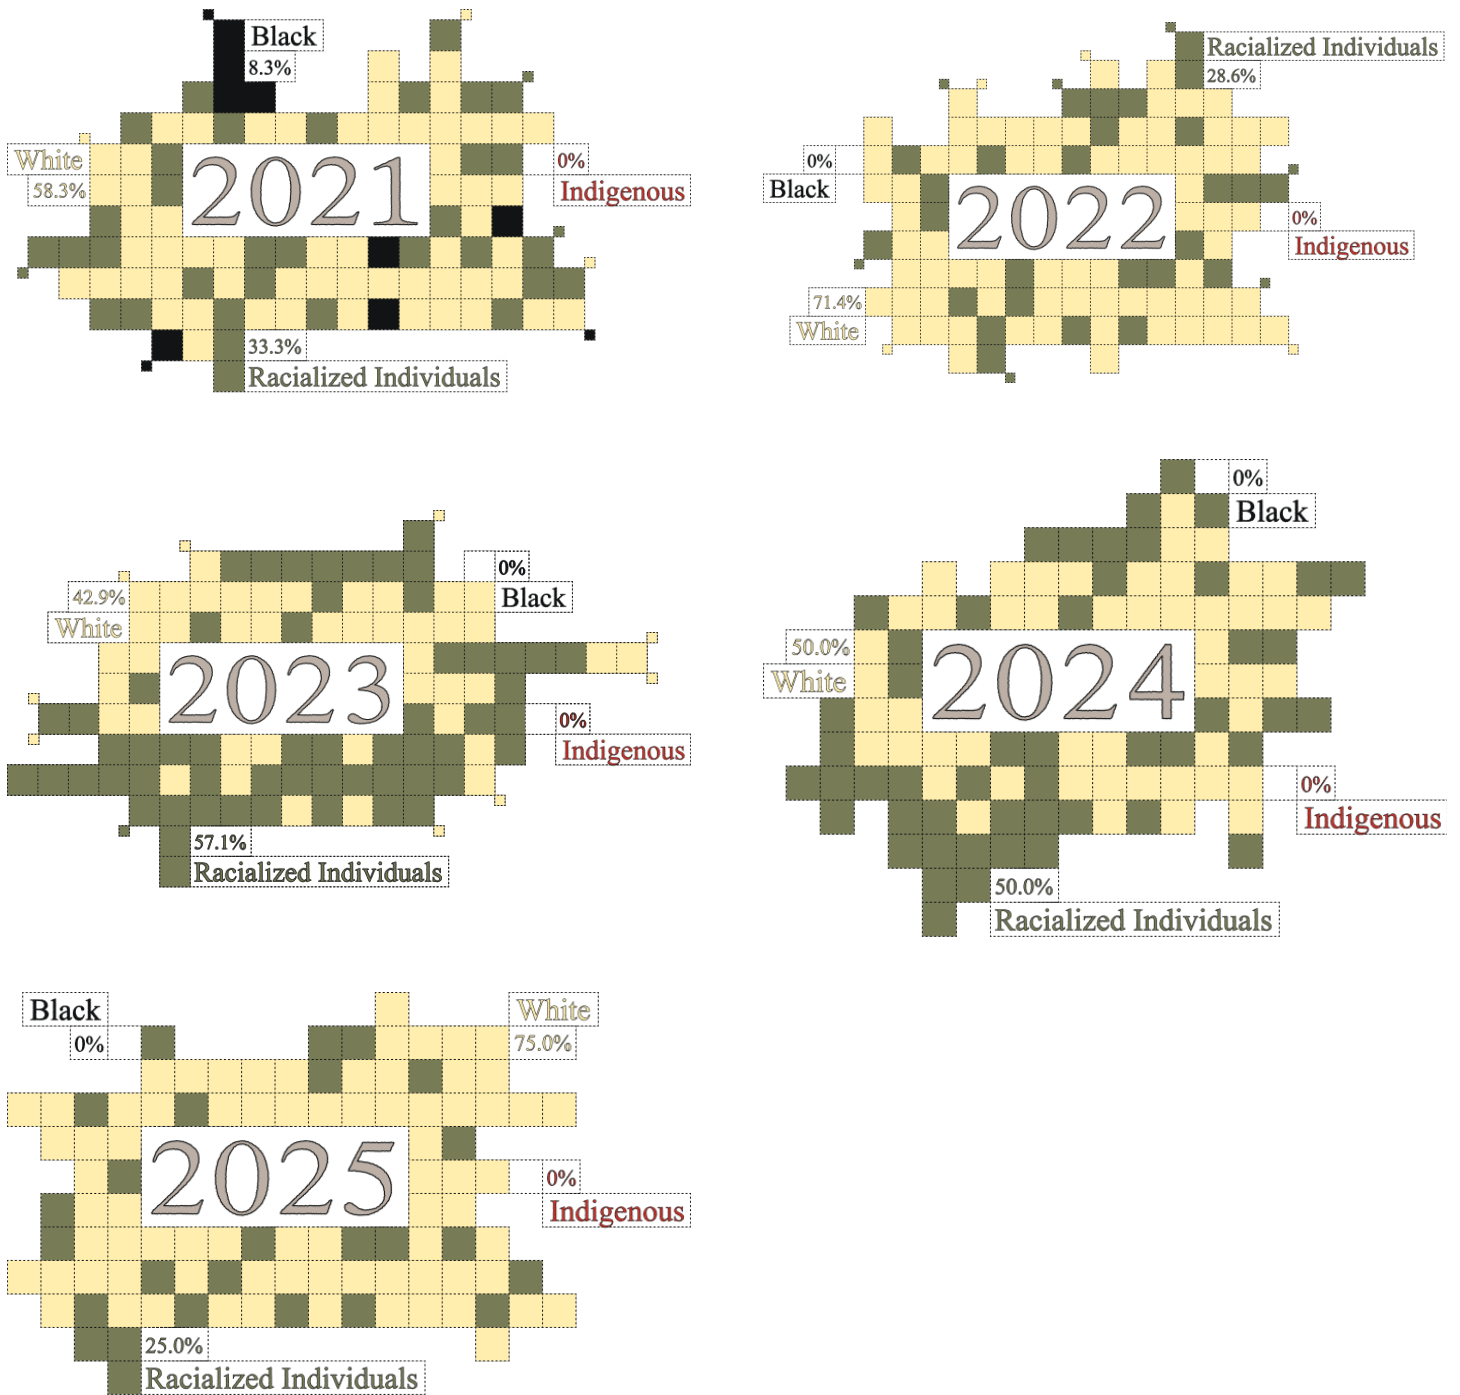 Black
8.3%
White
58.3%
2021
0%
Indigenous
33.3%
Racialized Individuals
Racialized Individuals
28.6%
0%
Black
2022
0%
Indigenous
71.4%
White
0%
Black
42.9%
White
2023
0%
Indigenous
57.1%
Racialized Individuals
0%
Black
50.0%
White
2024
0%
Indigenous
50.0%
Racialized Individuals
Black
0%
White
75.0%
2025
0%
Indigenous
25.0%
Racialized Individuals